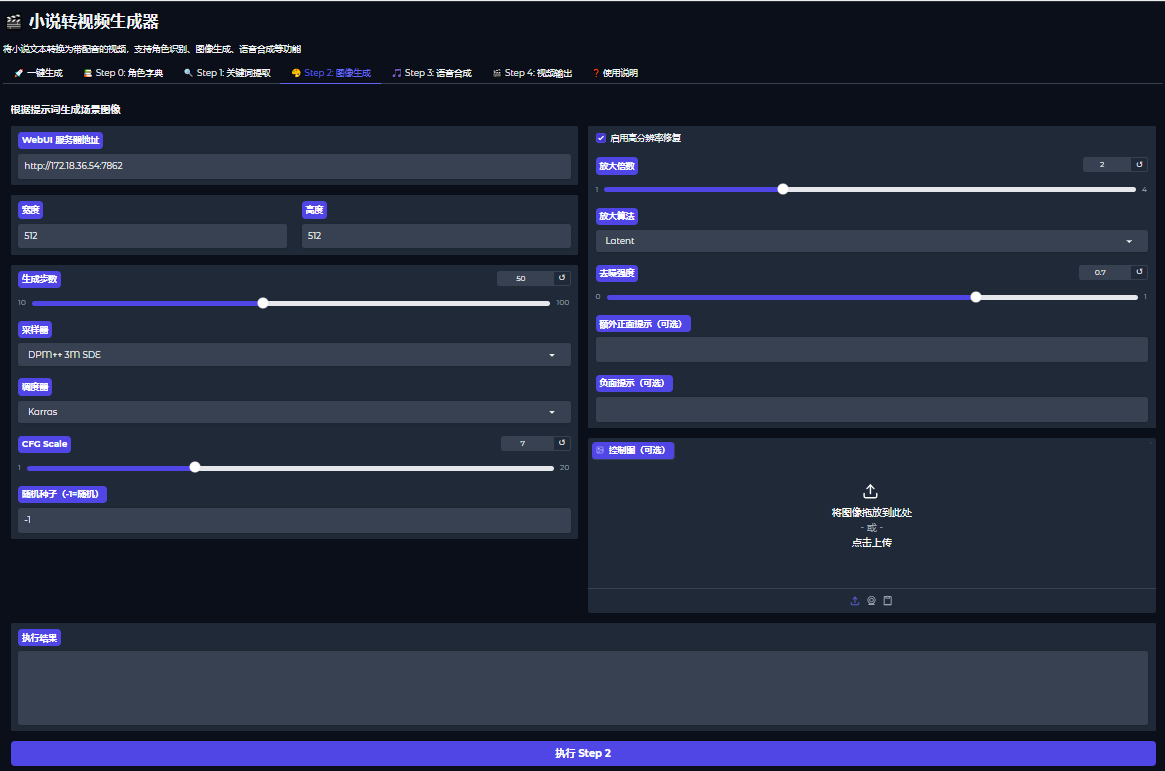 🎬 小说转视频生成器
将小说文本转换为带配音的视频，支持角色识别、图像生成、语音合成等功能
🚀 一键生成 📚 Step 0: 角色字典 🔍 Step 1: 关键词提取 🎨 Step 2: 图像生成 🎵 Step 3: 语音合成 🎬 Step 4: 视频输出 ❓ 使用说明
根据提示词生成场景图像
WebUI 服务器地址
http://172.18.36.54:7862
宽度 高度
512 512
生成步数 50 ↺
10 100
采样器
DPM++ 3M SDE
调度器
Karras
CFG Scale 7 ↺
1 20
随机种子（-1=随机）
-1
启用高分辨率修复
放大倍数 2 ↺
1 4
放大算法
Latent
去噪强度 0.7 ↺
0 1
额外正面提示（可选）
负面提示（可选）
控制图（可选）
将图像拖放到此处
- 或 -
点击上传
执行结果
执行 Step 2